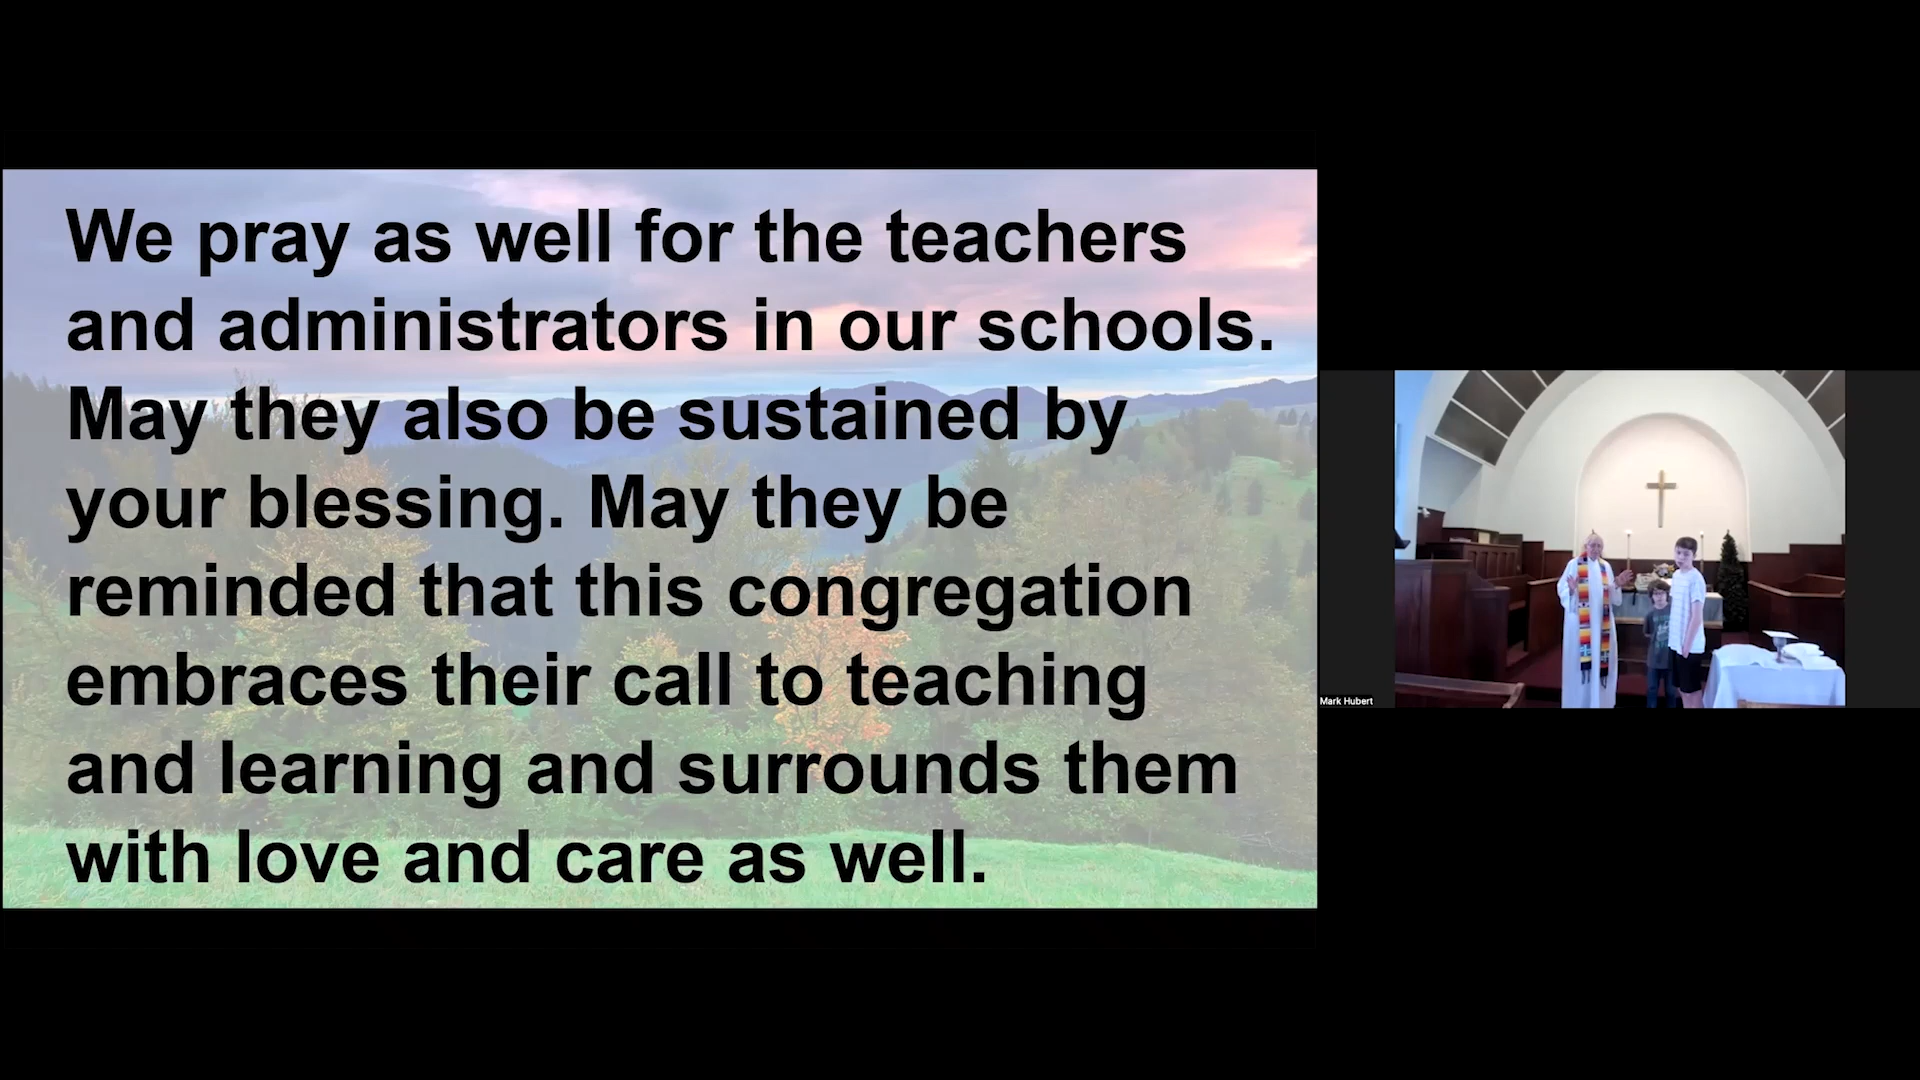 We pray as well for the teachers
and administrators in our schools.
May they also be sustained by
your blessing. May they be
reminded that this congregation
embraces their call to teaching
and learning and surrounds them
with love and care as well.
Mark Hubert